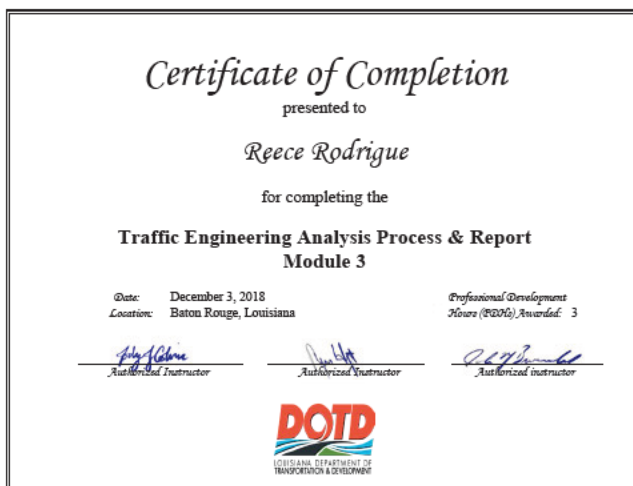 Certificate of Completion
presented to
Reece Rodrigue
for completing the
Traffic Engineering Analysis Process & Report
Module 3
Date: December 3, 2018
Location: Baton Rouge, Louisiana
Professional Development
Hours (PDHs) Awarded: 3
Authorized Instructor
Authorized Instructor
Authorized instructor
DOTD
LOUISIANA DEPARTMENT OF
TRANSPORTATION & DEVELOPMENT